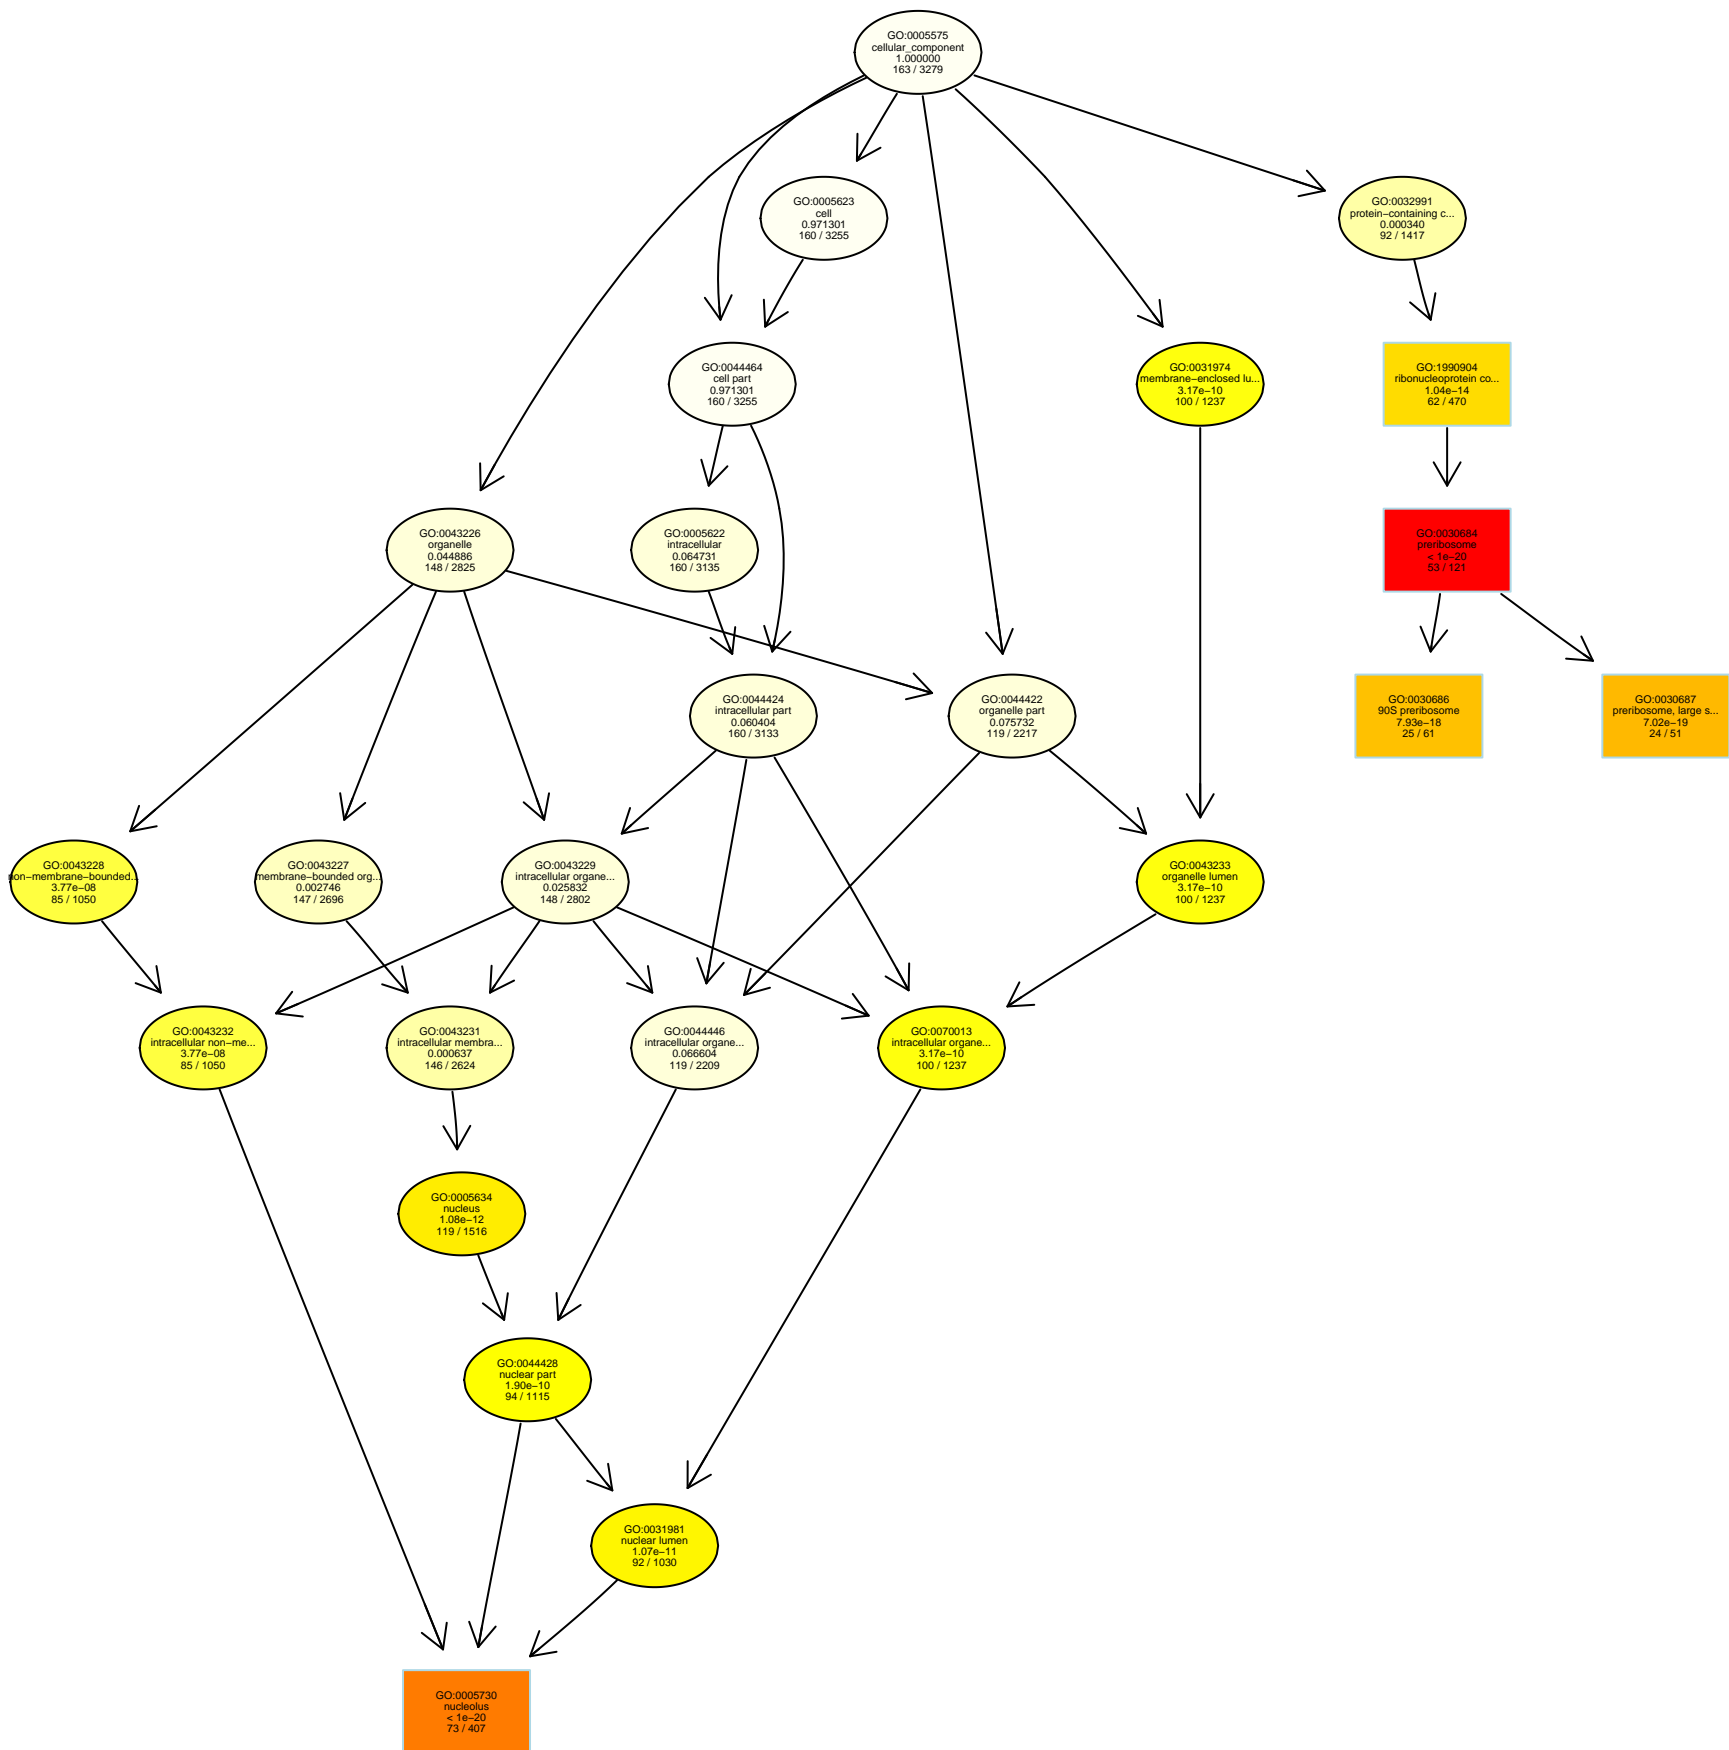 GO:0005575
cellular_component
1.000000
163 / 3279
GO:0005623
cell
0.971301
160 / 3255
GO:0032991
protein−containing c...
0.000340
92 / 1417
GO:0044464
cell part
0.971301
160 / 3255
GO:0031974
membrane−enclosed lu...
3.17e−10
100 / 1237
GO:1990904
ribonucleoprotein co...
1.04e−14
62 / 470
GO:0043226
organelle
0.044886
148 / 2825
GO:0005622
intracellular
0.064731
160 / 3135
GO:0030684
preribosome
< 1e−20
53 / 121
GO:0044424
intracellular part
0.060404
160 / 3133
GO:0044422
organelle part
0.075732
119 / 2217
GO:0030686
90S preribosome
7.93e−18
25 / 61
GO:0030687
preribosome, large s...
7.02e−19
24 / 51
GO:0043228
non−membrane−bounded...
3.77e−08
85 / 1050
GO:0043227
membrane−bounded org...
0.002746
147 / 2696
GO:0043229
intracellular organe...
0.025832
148 / 2802
GO:0043233
organelle lumen
3.17e−10
100 / 1237
GO:0043232
intracellular non−me...
3.77e−08
85 / 1050
GO:0043231
intracellular membra...
0.000637
146 / 2624
GO:0044446
intracellular organe...
0.066604
119 / 2209
GO:0070013
intracellular organe...
3.17e−10
100 / 1237
GO:0005634
nucleus
1.08e−12
119 / 1516
GO:0044428
nuclear part
1.90e−10
94 / 1115
GO:0031981
nuclear lumen
1.07e−11
92 / 1030
GO:0005730
nucleolus
< 1e−20
73 / 407